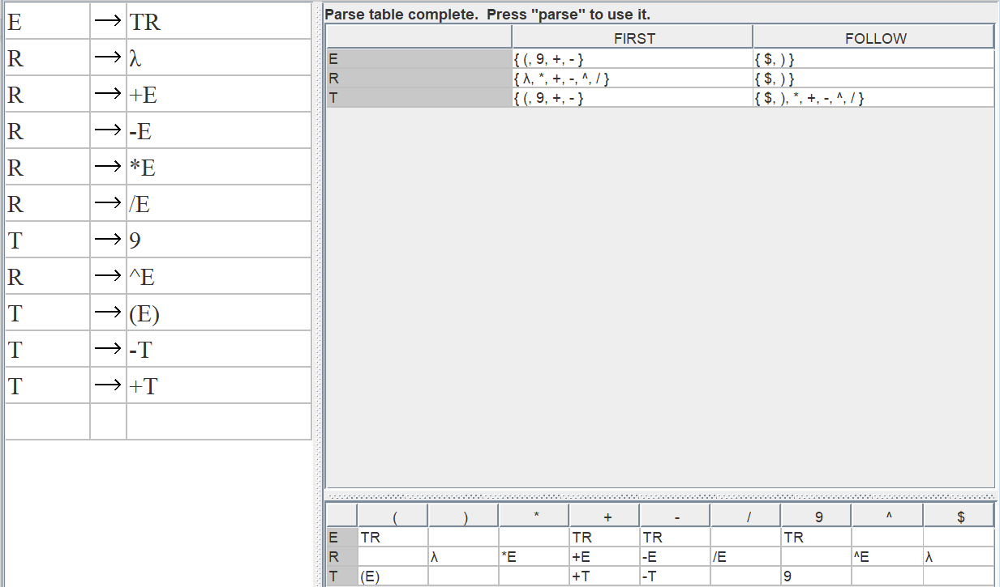 E → TR
R → λ
R → +E
R → -E
R → *E
R → /E
T → 9
R → ^E
T → (E)
T → -T
T → +T
Parse table complete. Press "parse" to use it.
FIRST FOLLOW
E { (, 9, +, - } { $, ) }
R { λ, *, +, -, ^, / } { $, ) }
T { (, 9, +, - } { $, ), *, +, -, ^, / }
( ) * + - / 9 ^ $
E TR TR TR TR
R λ *E +E -E /E ^E λ
T (E) +T -T 9